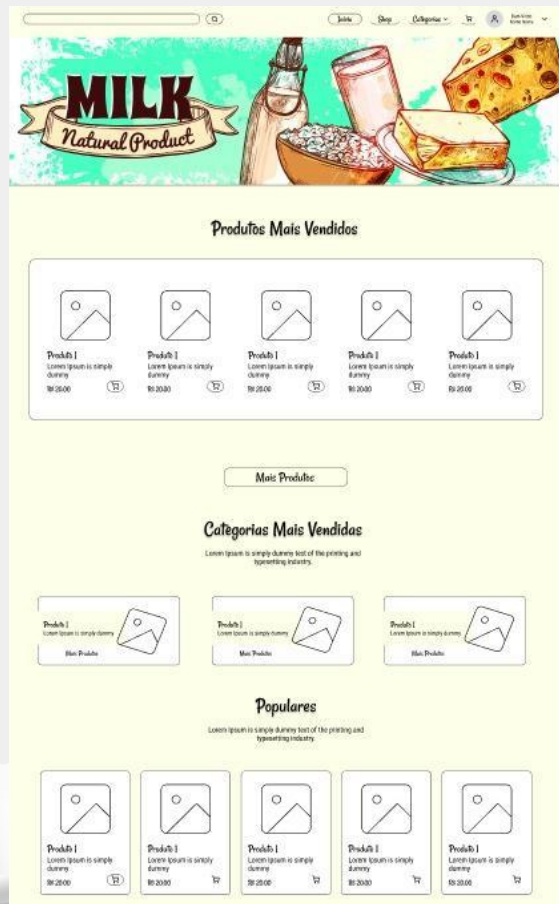 Início Shop Categorias
MILK
Natural Product
Produtos Mais Vendidos
Produto 1 Produto 1 Produto 1 Produto 1 Produto 1
Lorem Ipsum is simply Lorem Ipsum is simply Lorem Ipsum is simply Lorem Ipsum is simply Lorem Ipsum is simply
dummy dummy dummy dummy dummy
R$ 20.00 R$ 20.00 R$ 20.00 R$ 20.00 R$ 20.00
Mais Produtos
Categorias Mais Vendidas
Lorem Ipsum is simply dummy text of the printing and
typesetting industry.
Produto 1 Produto 1 Produto 1
Lorem Ipsum is simply dummy Lorem Ipsum is simply dummy Lorem Ipsum is simply dummy
Mais Produtos Mais Produtos Mais Produtos
Populares
Lorem Ipsum is simply dummy text of the printing and
typesetting industry.
Produto 1 Produto 1 Produto 1 Produto 1 Produto 1
Lorem Ipsum is simply Lorem Ipsum is simply Lorem Ipsum is simply Lorem Ipsum is simply Lorem Ipsum is simply
dummy dummy dummy dummy dummy
R$ 20.00 R$ 20.00 R$ 20.00 R$ 20.00 R$ 20.00